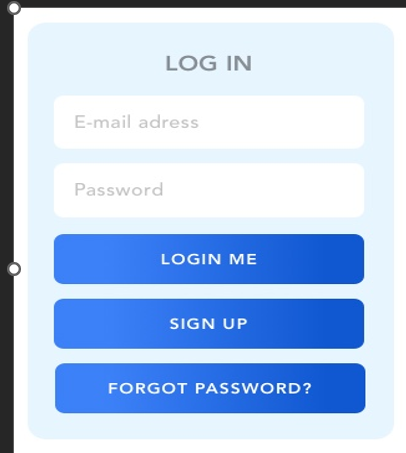 LOG IN
E-mail adress
Password
LOGIN ME
SIGN UP
FORGOT PASSWORD?